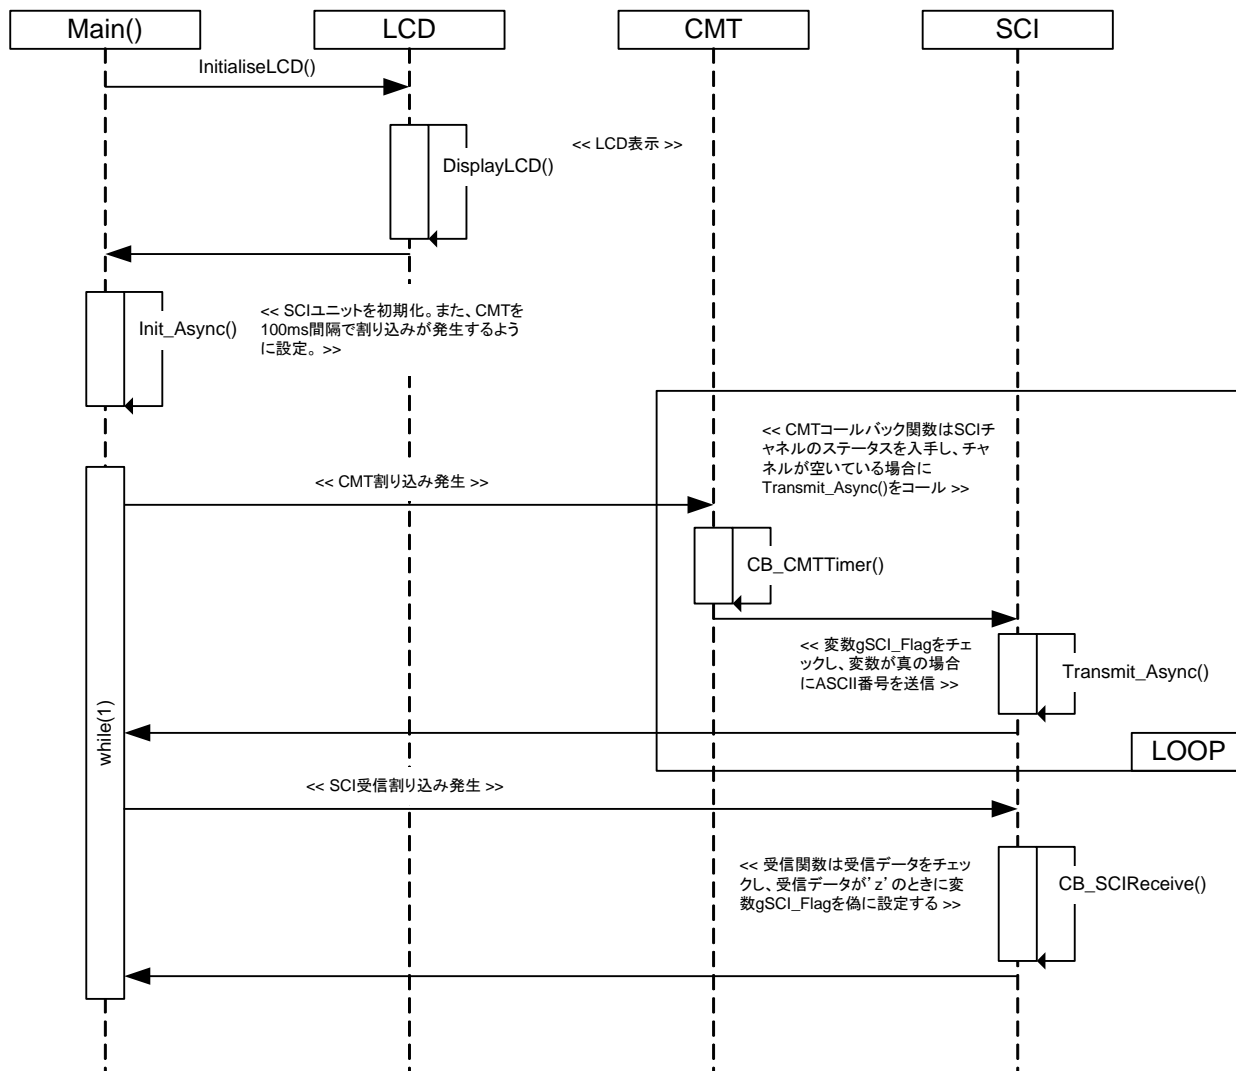 Main()
LCD
CMT
SCI
InitialiseLCD()
<< LCD表示 >>
DisplayLCD()
<< SCIユニットを初期化。また、CMTを
100ms間隔で割り込みが発生するよう
に設定。 >>
Init_Async()
<< CMTコールバック関数はSCIチ
ャネルのステータスを入手し、チャ
ネルが空いている場合に
Transmit_Async()をコール >>
<< CMT割り込み発生 >>
CB_CMTTimer()
<< 変数gSCI_Flagをチェ
ックし、変数が真の場合
にASCII番号を送信 >>
Transmit_Async()
while(1)
LOOP
<< SCI受信割り込み発生 >>
<< 受信関数は受信データをチェッ
クし、受信データが’z’のときに変
数gSCI_Flagを偽に設定する >>
CB_SCIReceive()